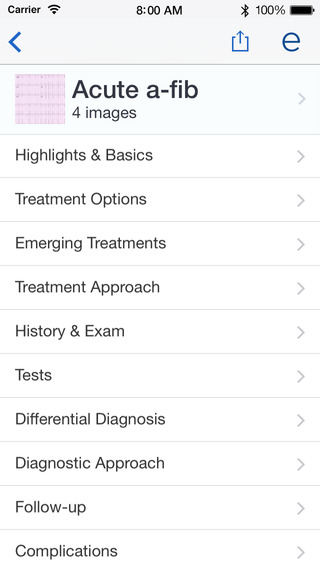 Carrier 8:00 AM 100%
e
Acute a-fib
4 images
Highlights & Basics
Treatment Options
Emerging Treatments
Treatment Approach
History & Exam
Tests
Differential Diagnosis
Diagnostic Approach
Follow-up
Complications